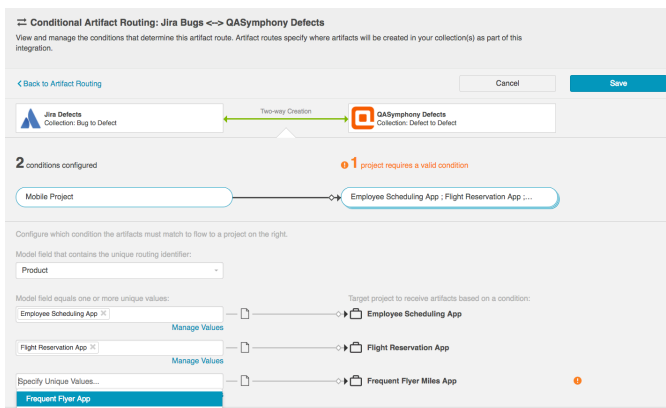 Conditional Artifact Routing: Jira Bugs <--> QASymphony Defects
View and manage the conditions that determine this artifact route. Artifact routes specify where artifacts will be created in your collection(s) as part of this
integration.
Back to Artifact Routing
Cancel
Save
Jira Defects
Collection: Bug to Defect
Two-way Creation
QASymphony Defects
Collection: Defect to Defect
2 conditions configured
1 project requires a valid condition
Mobile Project
Employee Scheduling App ; Flight Reservation App ;...
Configure which condition the artifacts must match to flow to a project on the right.
Model field that contains the unique routing identifier:
Product
Model field equals one or more unique values:
Target project to receive artifacts based on a condition:
Employee Scheduling App
Employee Scheduling App
Manage Values
Flight Reservation App
Flight Reservation App
Manage Values
Specify Unique Values...
Frequent Flyer Miles App
Frequent Flyer App